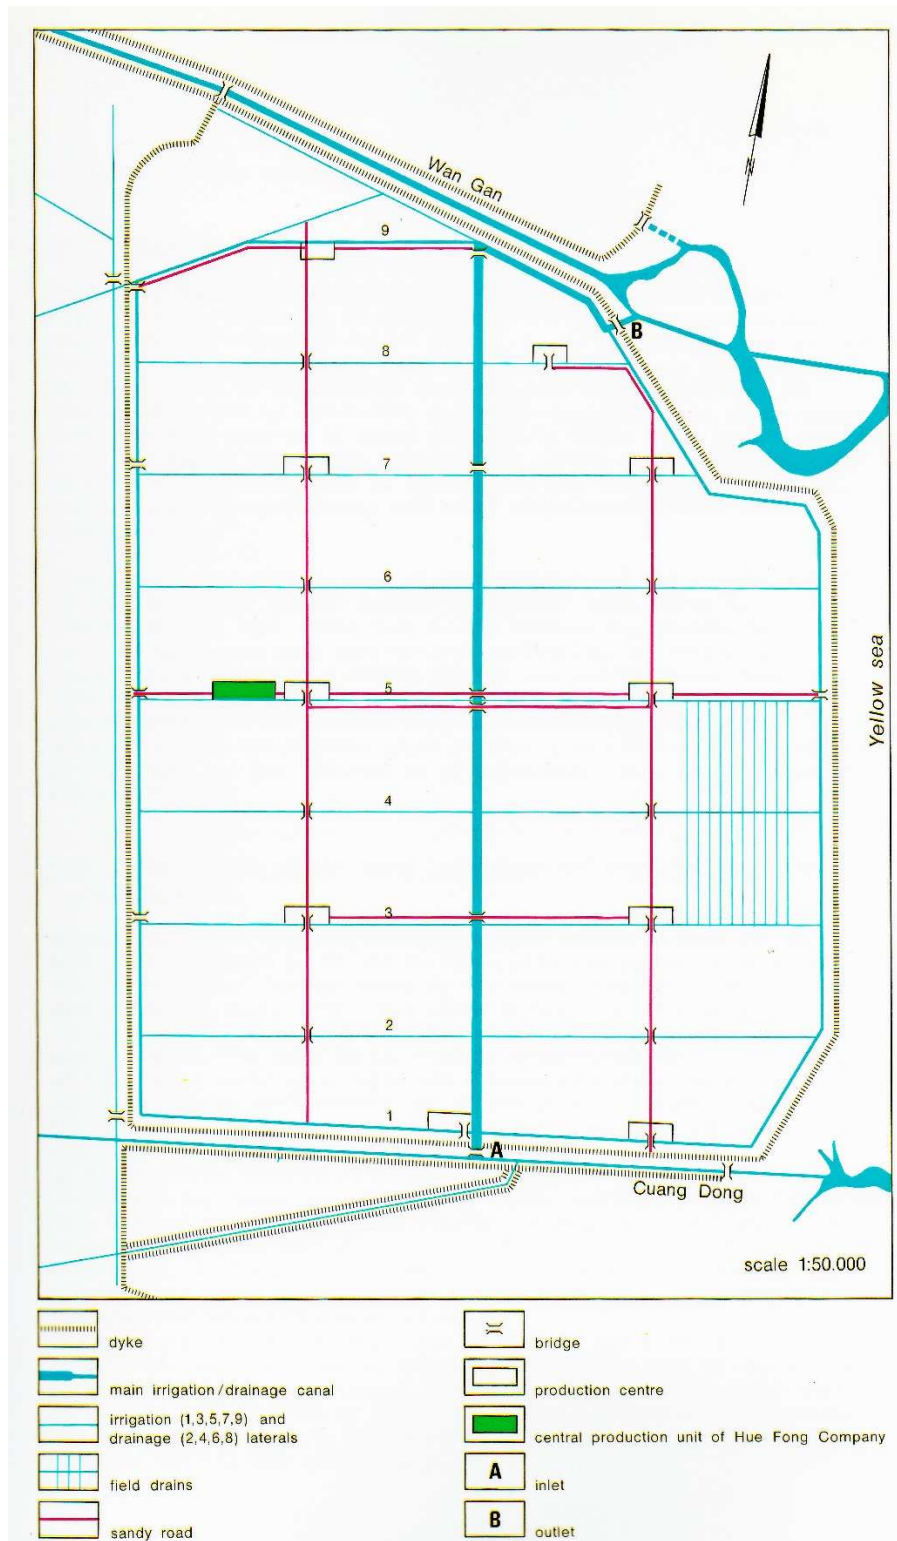 Wan Gan
N
9
B
8
7
6
5
Yellow sea
4
3
2
1
A
Cuang Dong
scale 1:50.000
dyke
main irrigation/drainage canal
irrigation (1,3,5,7,9) and
drainage (2,4,6,8) laterals
field drains
sandy road
bridge
production centre
central production unit of Hue Fong Company
A
inlet
B
outlet